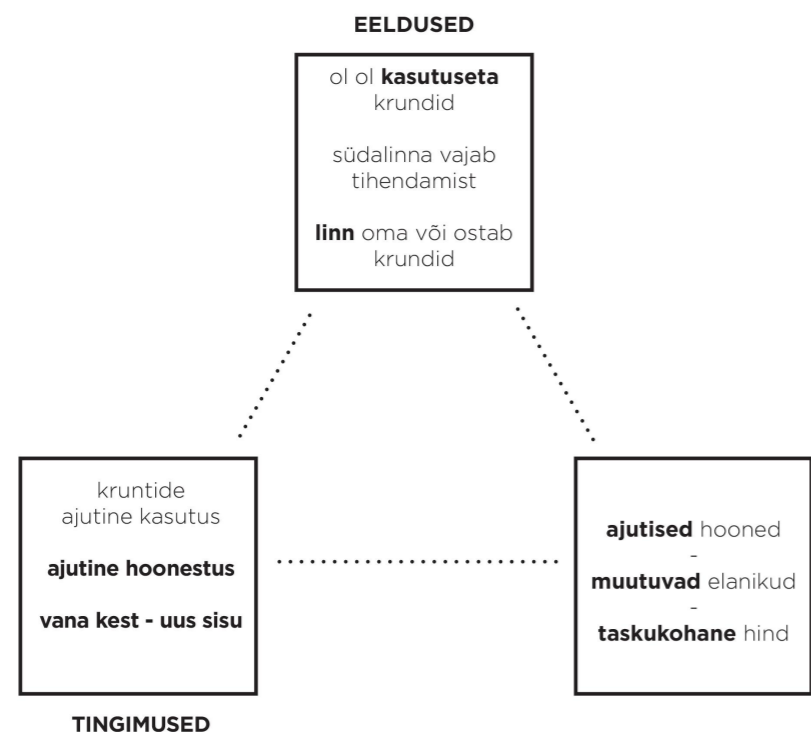 EELDUSED
ol ol kasutuseta
krundid
südalinna vajab
tihendamist
linn oma või ostab
krundid
kruntide
ajutine kasutus
ajutine hoonestus
vana kest - uus sisu
TINGIMUSED
ajutised hooned
-
muutuvad elanikud
-
taskukohane hind